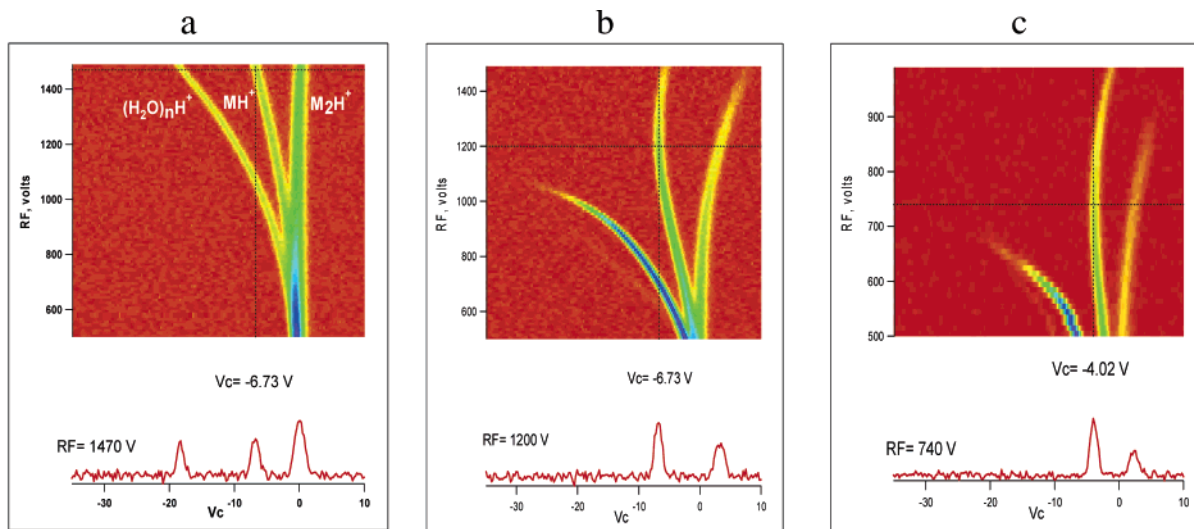 a
b
c
(H2O)nH+
MH+
M2H+
RF, volts
1400
1200
1000
800
600
Vc= -6.73 V
RF= 1470 V
-30
-20
-10
0
10
Vc
RF, volts
1400
1200
1000
800
600
Vc= -6.73 V
RF= 1200 V
-30
-20
-10
0
10
Vc
RF, volts
900
800
700
600
500
Vc= -4.02 V
RF= 740 V
-30
-20
-10
0
10
Vc